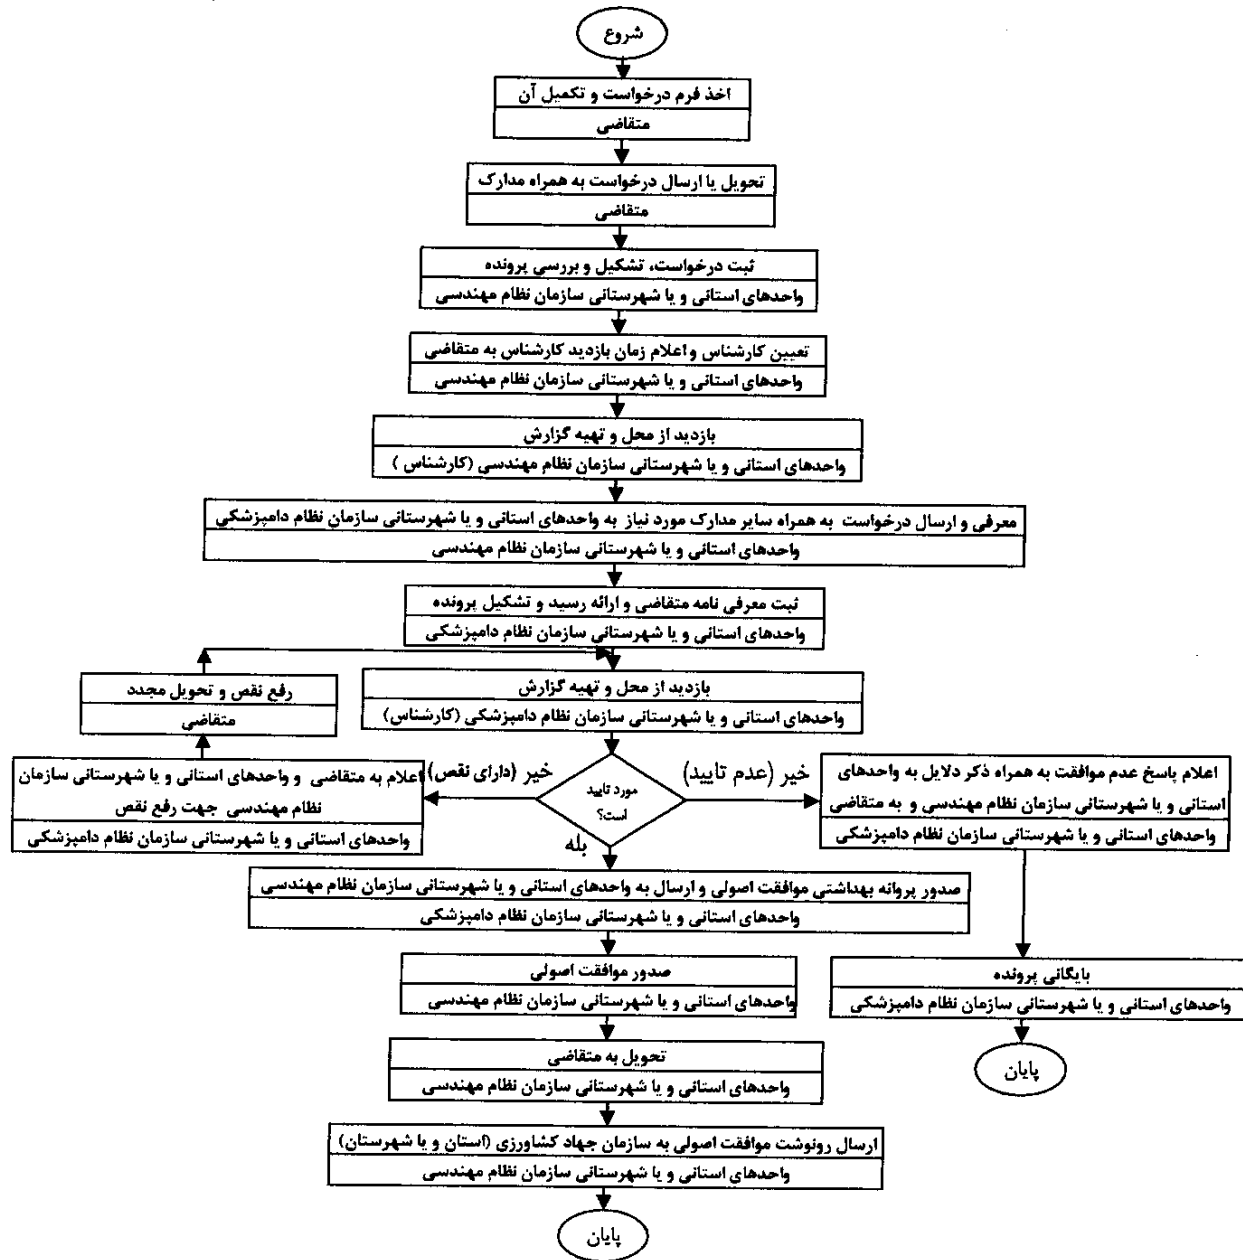 شروع
اخذ فرم درخواست و تکمیل آن
متقاضی
تحویل یا ارسال درخواست به همراه مدارک
متقاضی
ثبت درخواست، تشکیل و بررسی پرونده
واحدهای استانی و یا شهرستانی سازمان نظام مهندسی
تعیین کارشناس و اعلام زمان بازدید کارشناس به متقاضی
واحدهای استانی و یا شهرستانی سازمان نظام مهندسی
بازدید از محل و تهیه گزارش
واحدهای استانی و یا شهرستانی سازمان نظام مهندسی (کارشناس )
معرفی و ارسال درخواست به همراه سایر مدارک مورد نیاز به واحدهای استانی و یا شهرستانی سازمان نظام دامپزشکی
واحدهای استانی و یا شهرستانی سازمان نظام مهندسی
ثبت معرفی نامه متقاضی و ارائه رسید و تشکیل پرونده
واحدهای استانی و یا شهرستانی سازمان نظام دامپزشکی
بازدید از محل و تهیه گزارش
واحدهای استانی و یا شهرستانی سازمان نظام دامپزشکی (کارشناس)
رفع نقص و تحویل مجدد
متقاضی
مورد تایید
است؟
خیر (عدم تایید)
خیر (دارای نقص)
بله
اعلام پاسخ عدم موافقت به همراه ذکر دلایل به واحدهای
استانی و یا شهرستانی سازمان نظام مهندسی و به متقاضی
واحدهای استانی و یا شهرستانی سازمان نظام دامپزشکی
اعلام به متقاضی و واحدهای استانی و یا شهرستانی سازمان
نظام مهندسی جهت رفع نقص
واحدهای استانی و یا شهرستانی سازمان نظام دامپزشکی
صدور پروانه بهداشتی موافقت اصولی و ارسال به واحدهای استانی و یا شهرستانی سازمان نظام مهندسی
واحدهای استانی و یا شهرستانی سازمان نظام دامپزشکی
بایگانی پرونده
واحدهای استانی و یا شهرستانی سازمان نظام دامپزشکی
پایان
صدور موافقت اصولی
واحدهای استانی و یا شهرستانی سازمان نظام مهندسی
تحویل به متقاضی
واحدهای استانی و یا شهرستانی سازمان نظام مهندسی
ارسال رونوشت موافقت اصولی به سازمان جهاد کشاورزی (استان و یا شهرستان)
واحدهای استانی و یا شهرستانی سازمان نظام مهندسی
پایان